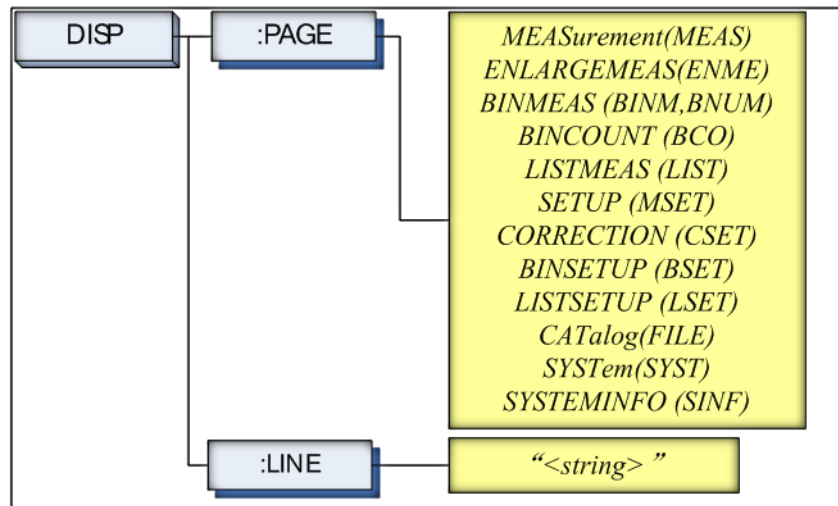 DISP
:PAGE
MEASurement(MEAS)
ENLARGEMEAS(ENME)
BINMEAS (BINM,BNUM)
BINCOUNT (BCO)
LISTMEAS (LIST)
SETUP (MSET)
CORRECTION (CSET)
BINSETUP (BSET)
LISTSETUP (LSET)
CATalog(FILE)
SYSTem(SYST)
SYSTEMINFO (SINF)
:LINE
“<string> ”